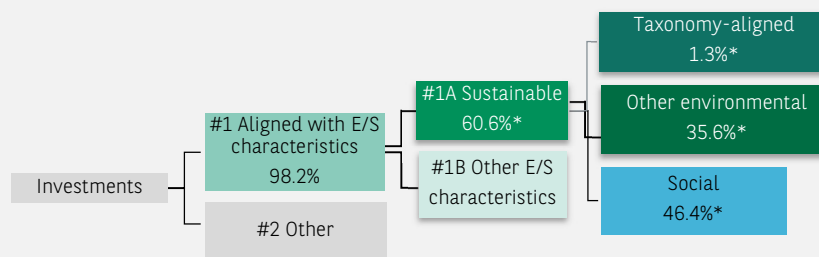 Investments
#1 Aligned with E/S
characteristics
98.2%
#2 Other
#1A Sustainable
60.6%*
#1B Other E/S
characteristics
Taxonomy-aligned
1.3%*
Other environmental
35.6%*
Social
46.4%*